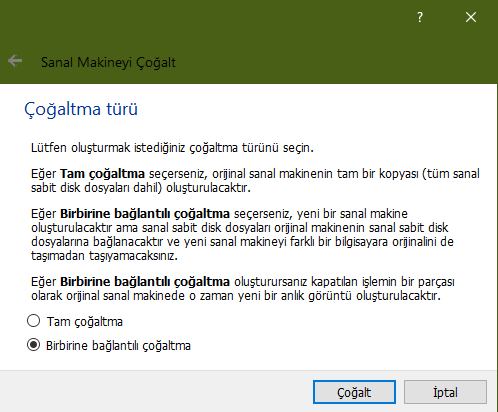 ?
Sanal Makineyi Çoğalt
Çoğaltma türü
Lütfen oluşturmak istediğiniz çoğaltma türünü seçin.
Eğer Tam çoğaltma seçerseniz, orijinal sanal makinenin tam bir kopyası (tüm sanal
sabit disk dosyaları dahil) oluşturulacaktır.
Eğer Birbirine bağlantılı çoğaltma seçerseniz, yeni bir sanal makine
oluşturulacaktır ama sanal sabit disk dosyaları orijinal makinenin sanal sabit disk
dosyalarına bağlanacaktır ve yeni sanal makineyi farklı bir bilgisayara orijinalini de
taşımadan taşıyamacaksınız.
Eğer Birbirine bağlantılı çoğaltma oluşturursanız kapatılan işlemin bir parçası
olarak orijinal sanal makinede o zaman yeni bir anlık görüntü oluşturulacaktır.
Tam çoğaltma
Birbirine bağlantılı çoğaltma
Çoğalt
İptal